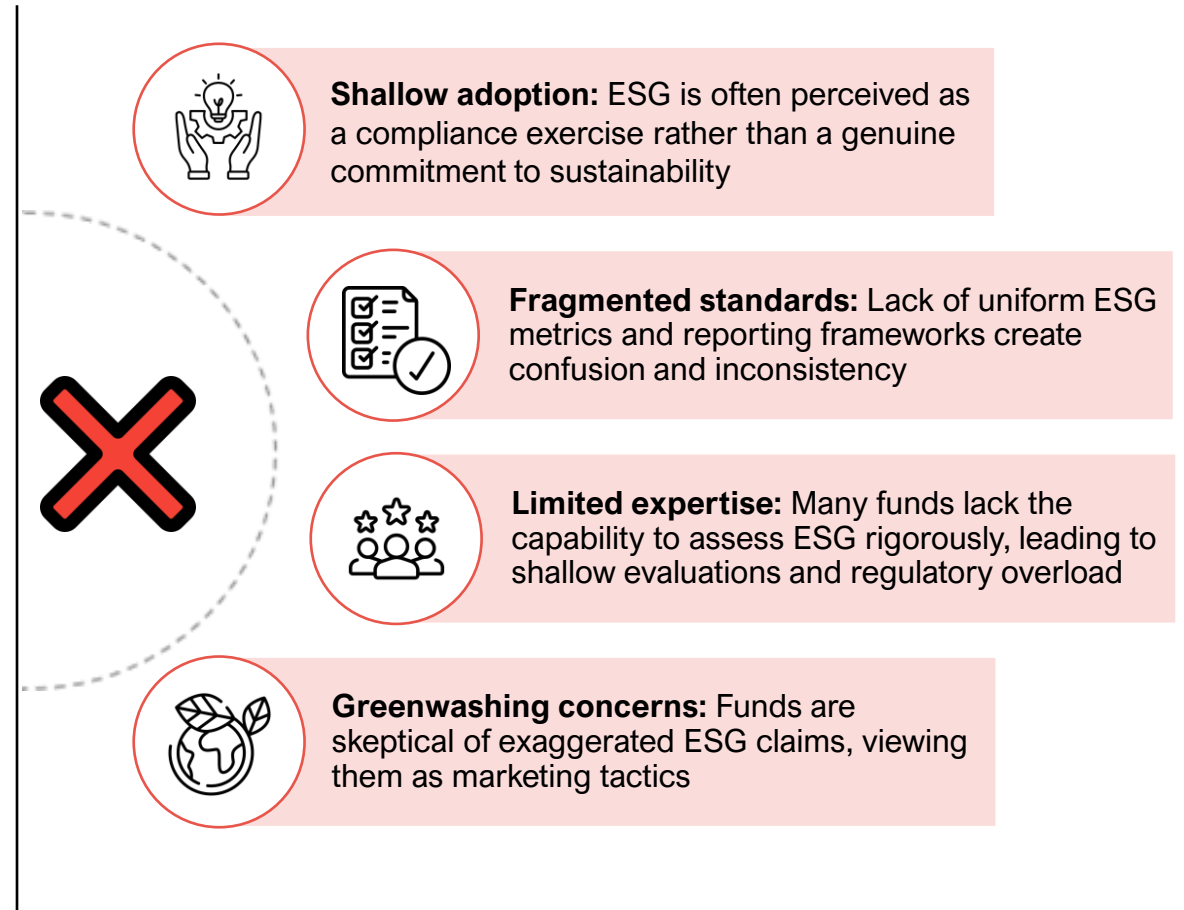 Shallow adoption: ESG is often perceived as
a compliance exercise rather than a genuine
commitment to sustainability
Fragmented standards: Lack of uniform ESG
metrics and reporting frameworks create
confusion and inconsistency
Limited expertise: Many funds lack the
capability to assess ESG rigorously, leading to
shallow evaluations and regulatory overload
Greenwashing concerns: Funds are
skeptical of exaggerated ESG claims, viewing
them as marketing tactics